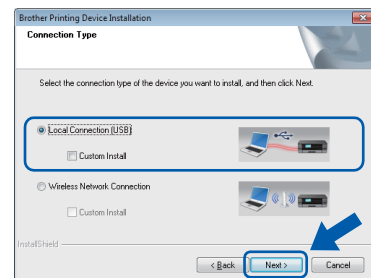 Brother Printing Device Installation
Connection Type
Select the connection type of the device you want to install, and then click Next.
Local Connection (USB)
Custom Install
Wireless Network Connection
Custom Install
InstallShield
< Back
Next >
Cancel